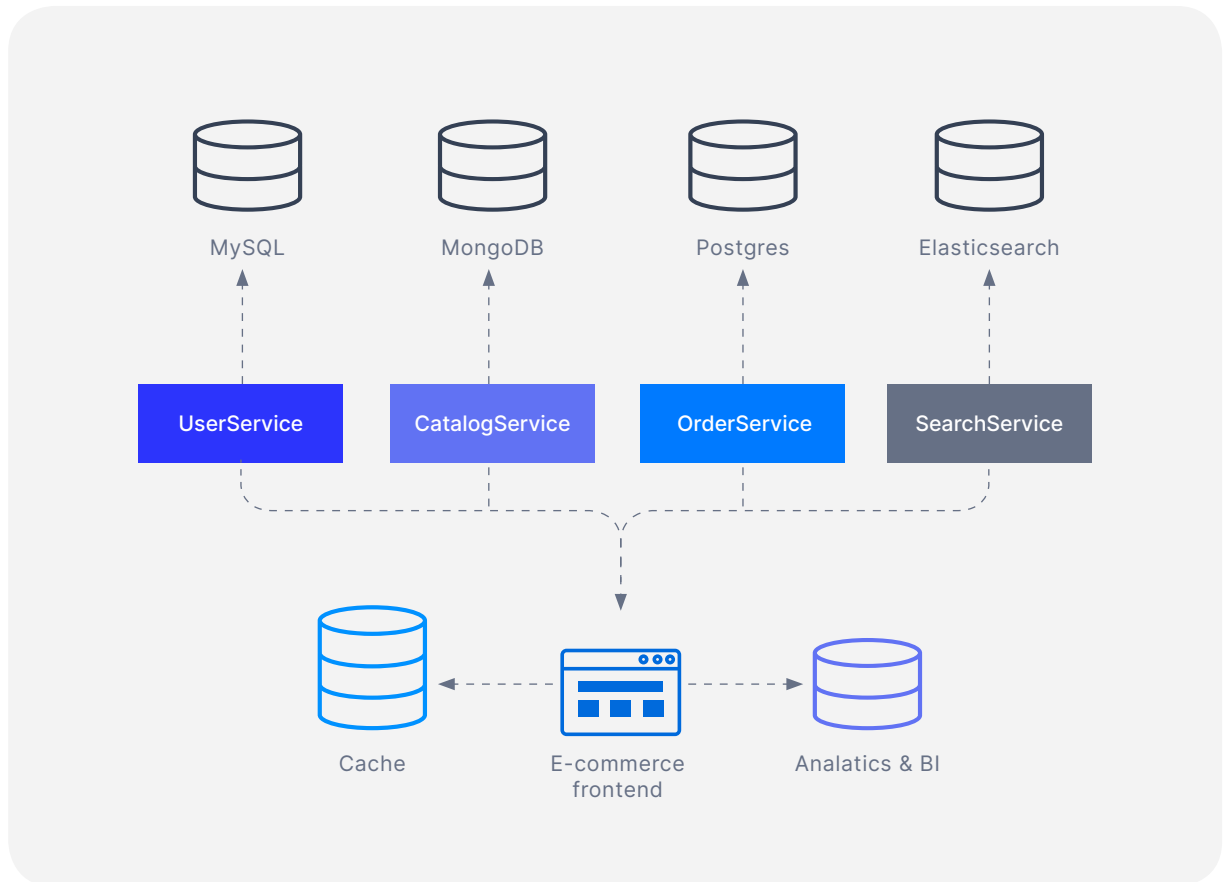 MySQL
MongoDB
Postgres
Elasticsearch
UserService
CatalogService
OrderService
SearchService
Cache
E-commerce
frontend
Analatics & BI